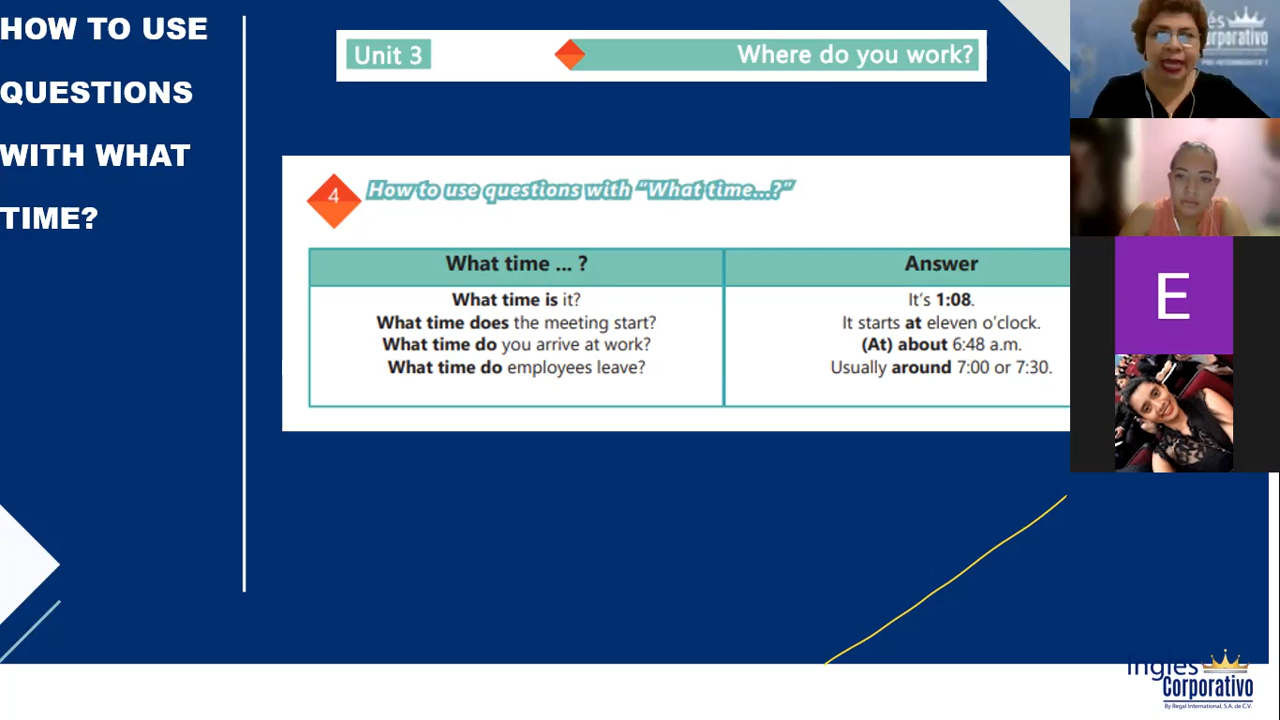 HOW TO USE
QUESTIONS
WITH WHAT
TIME?
Unit 3
Where do you work?
4
How to use questions with “What time...?”
What time ... ?
Answer
What time is it?
It’s 1:08.
What time does the meeting start?
It starts at eleven o’clock.
What time do you arrive at work?
(At) about 6:48 a.m.
What time do employees leave?
Usually around 7:00 or 7:30.
Corporativo
E
Inglés
Corporativo
By Regal International, S.A. de C.V.